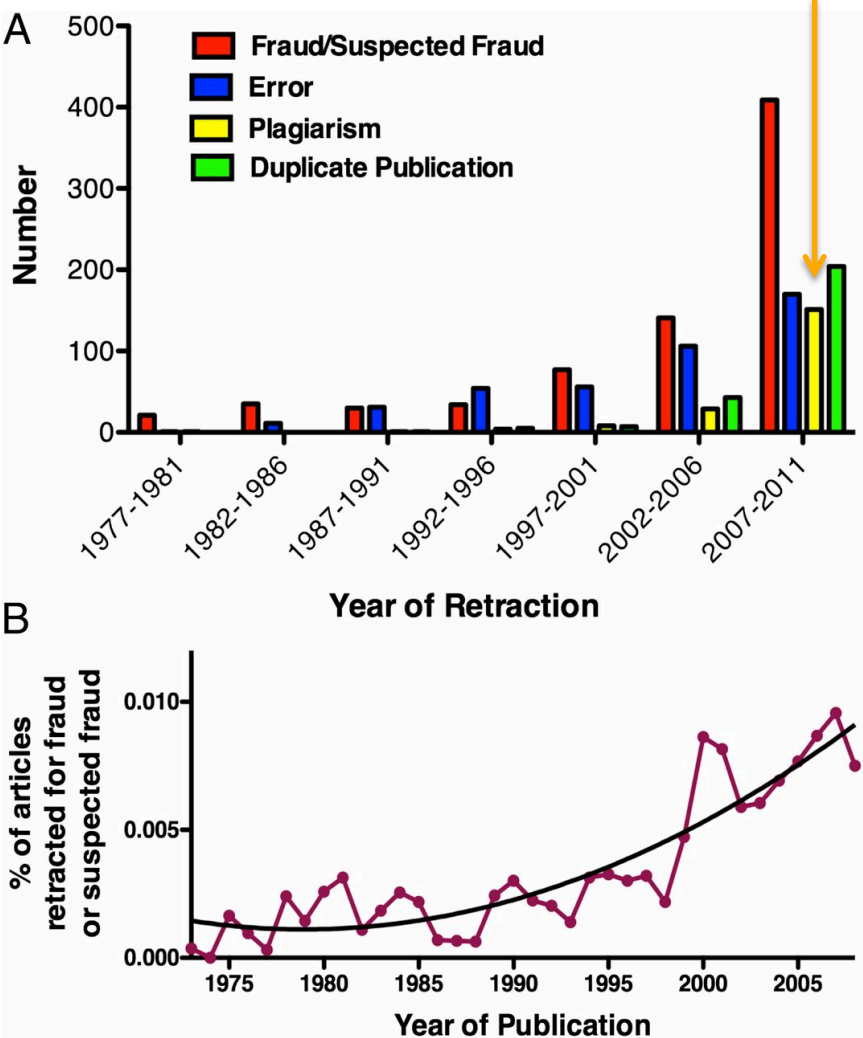 A
500
400
300
200
100
0
Number
Fraud/Suspected Fraud
Error
Plagiarism
Duplicate Publication
1977-1981
1982-1986
1987-1991
1992-1996
1997-2001
2002-2006
2007-2011
Year of Retraction
B
% of articles
retracted for fraud
or suspected fraud
0.010
0.005
0.000
1975
1980
1985
1990
1995
2000
2005
Year of Publication